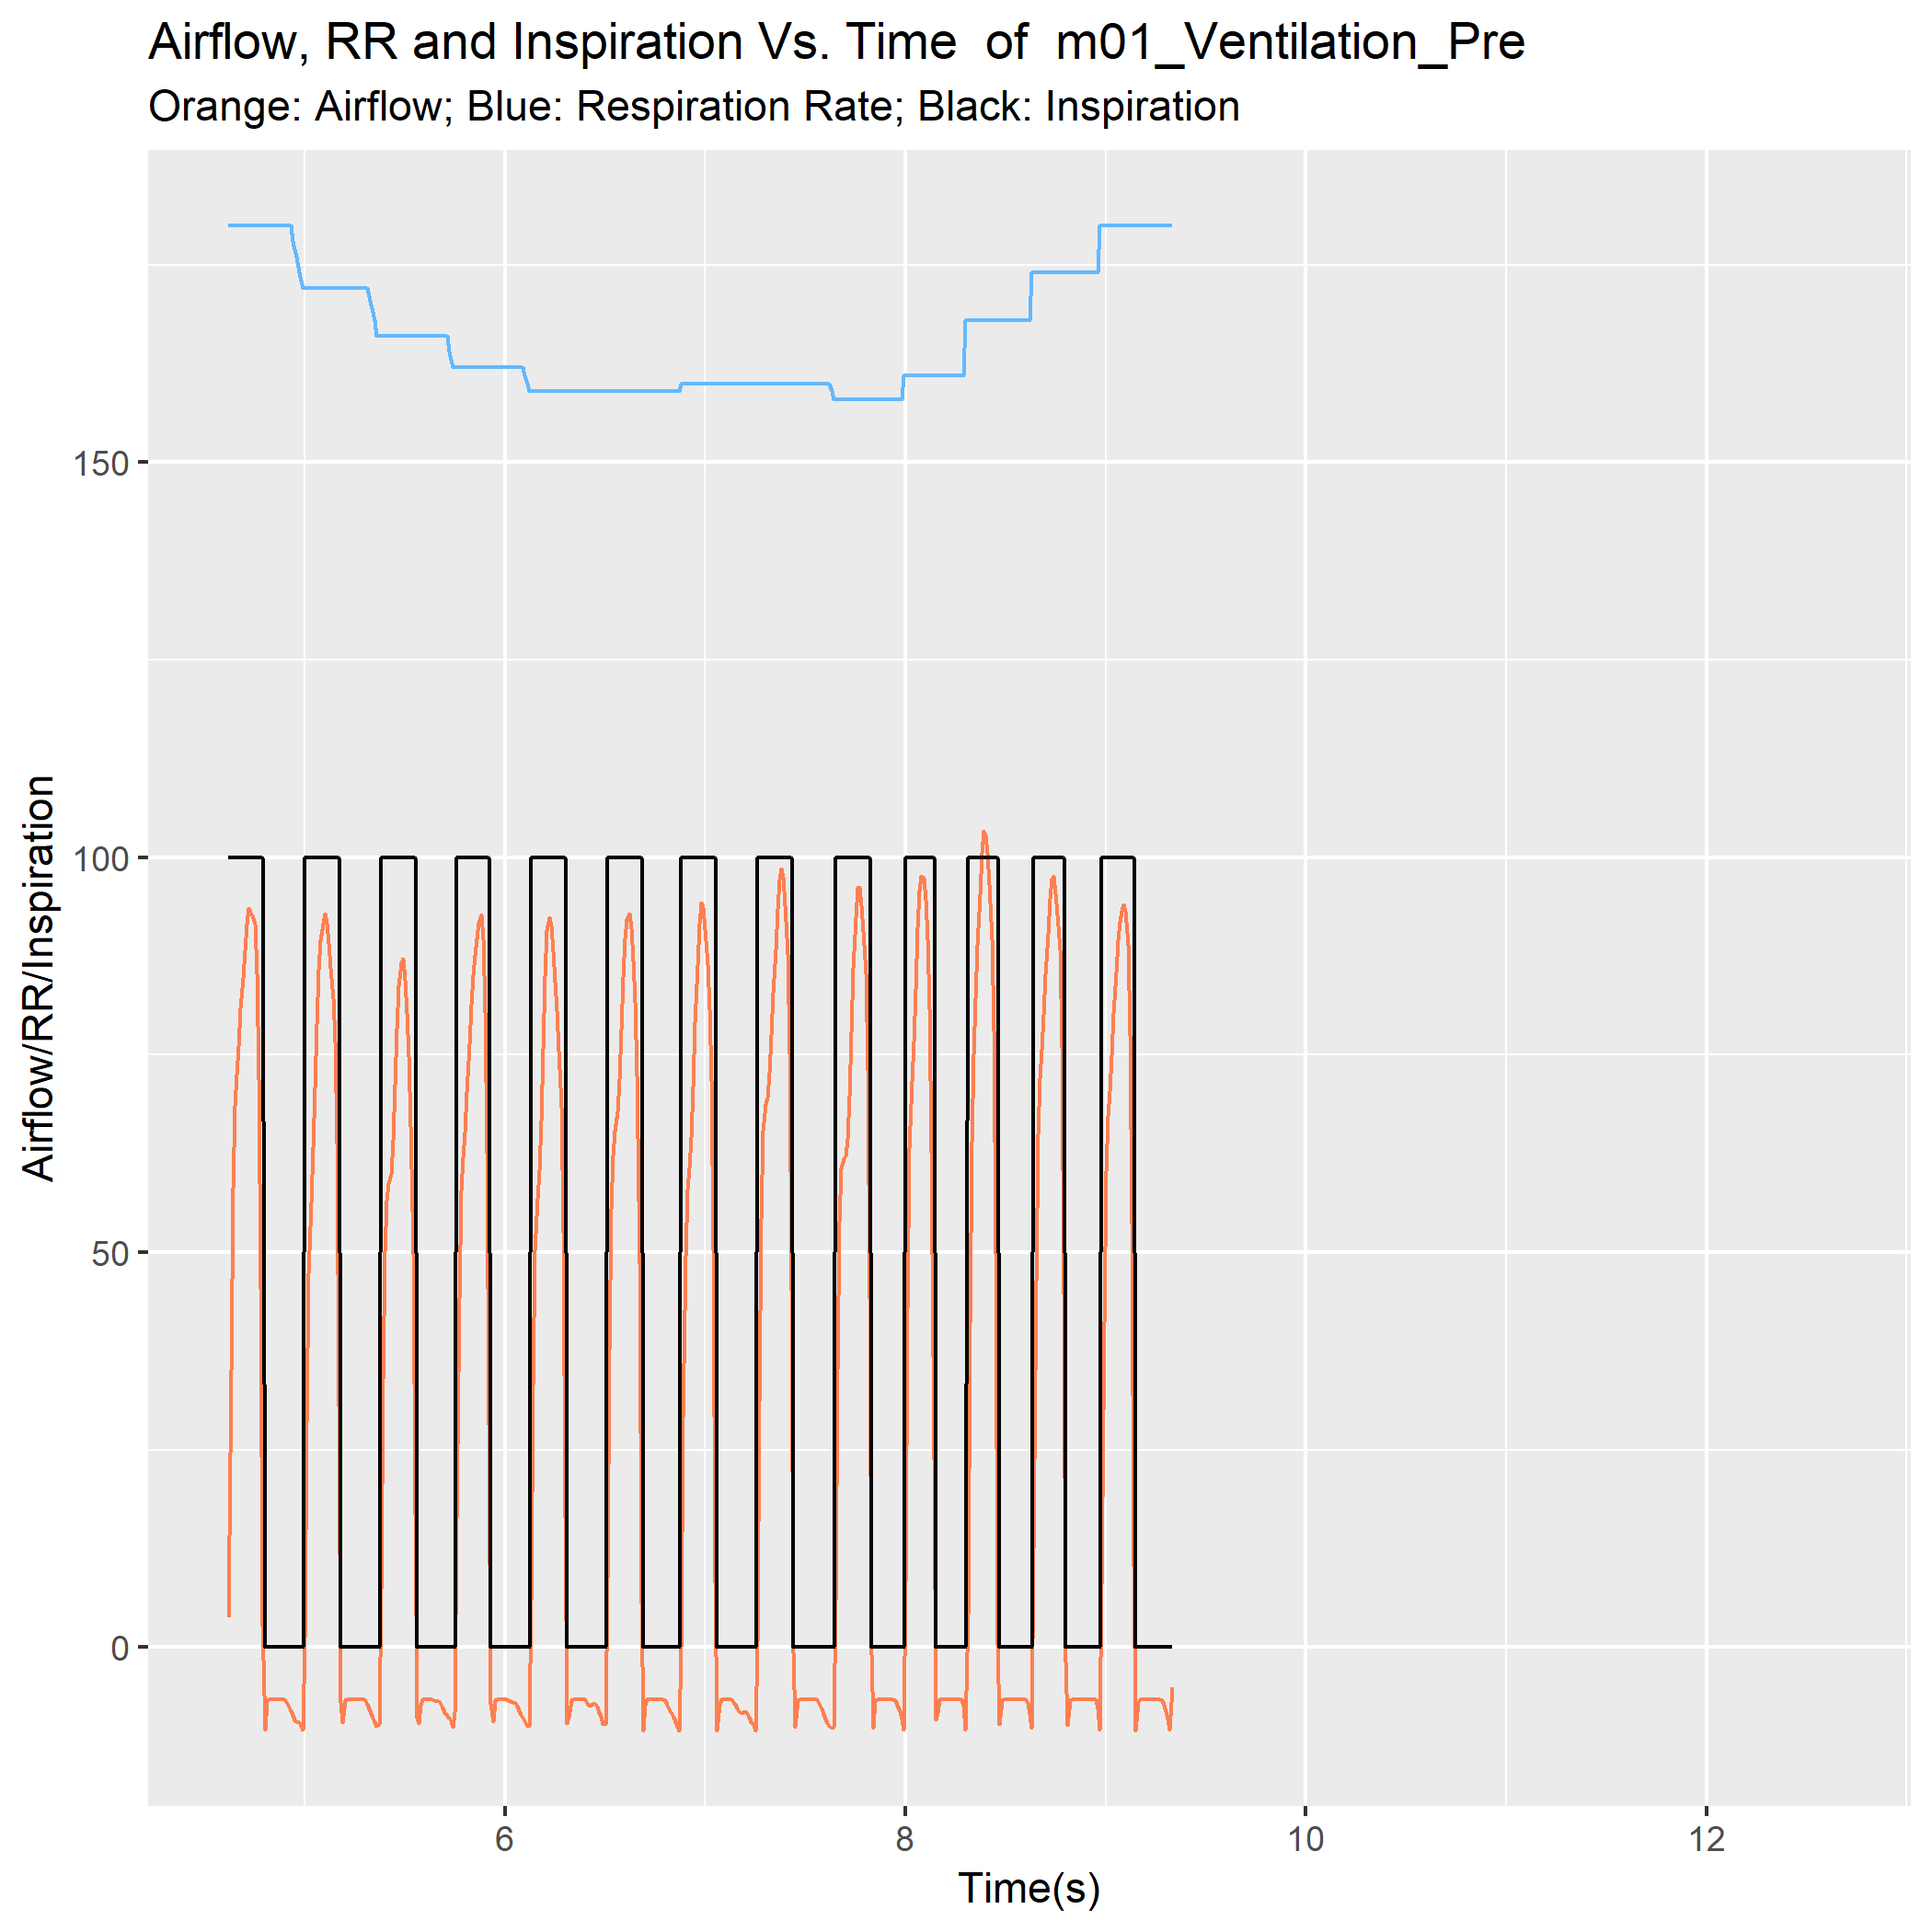 Airflow, RR and Inspiration Vs. Time  of  m01_Ventilation_Pre
Orange: Airflow; Blue: Respiration Rate; Black: Inspiration
Airflow/RR/Inspiration
150
100
50
0
6
8
10
12
Time(s)